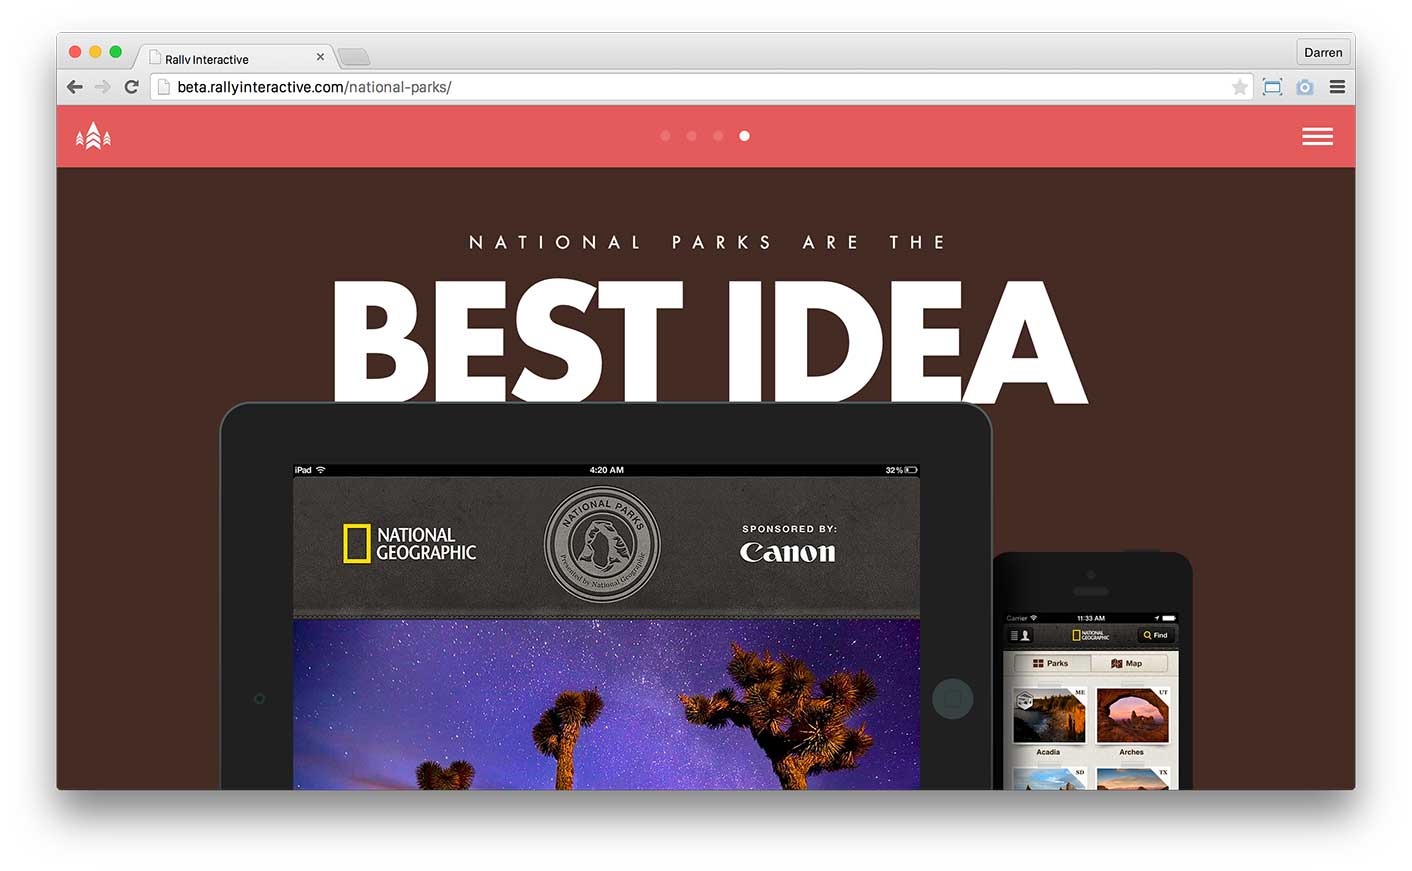 Rally Interactive
Darren
beta.rallyinteractive.com/national-parks/
NATIONAL PARKS ARE THE
BEST IDEA
iPad
4:20 AM
32%
NATIONAL
GEOGRAPHIC
NATIONAL PARKS
Presented by National Geographic
SPONSORED BY:
Canon
Carrier
11:33 AM
NATIONAL
GEOGRAPHIC
Find
Parks
Map
ME
UT
Acadia
Arches
SD
TX